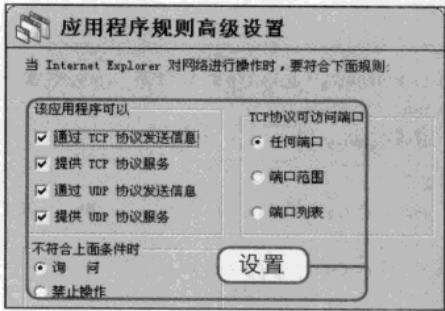 应用程序规则高级设置
当 Internet Explorer 对网络进行操作时，要符合下面规则:
该应用程序可以
通过 TCP 协议发送信息
提供 TCP 协议服务
通过 UDP 协议发送信息
提供 UDP 协议服务
不符合上面条件时
询 问
禁止操作
TCP协议可访问端口
任何端口
端口范围
端口列表
设置